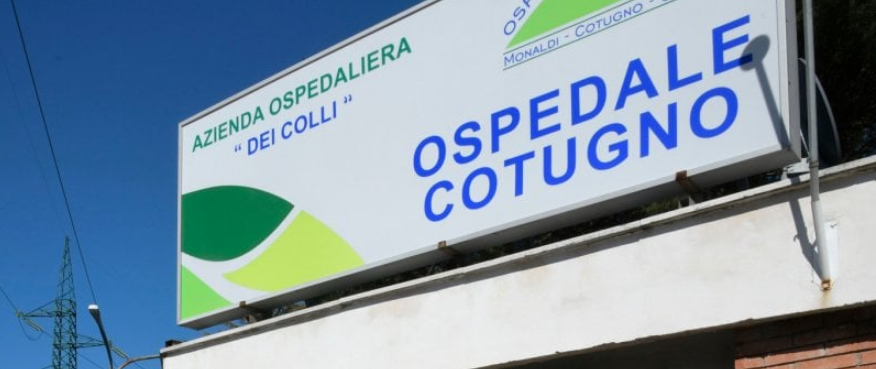 AZIENDA OSPEDALIERA
“ DEI COLLI “
MONALDI - COTUGNO -
OSPEDALE
COTUGNO